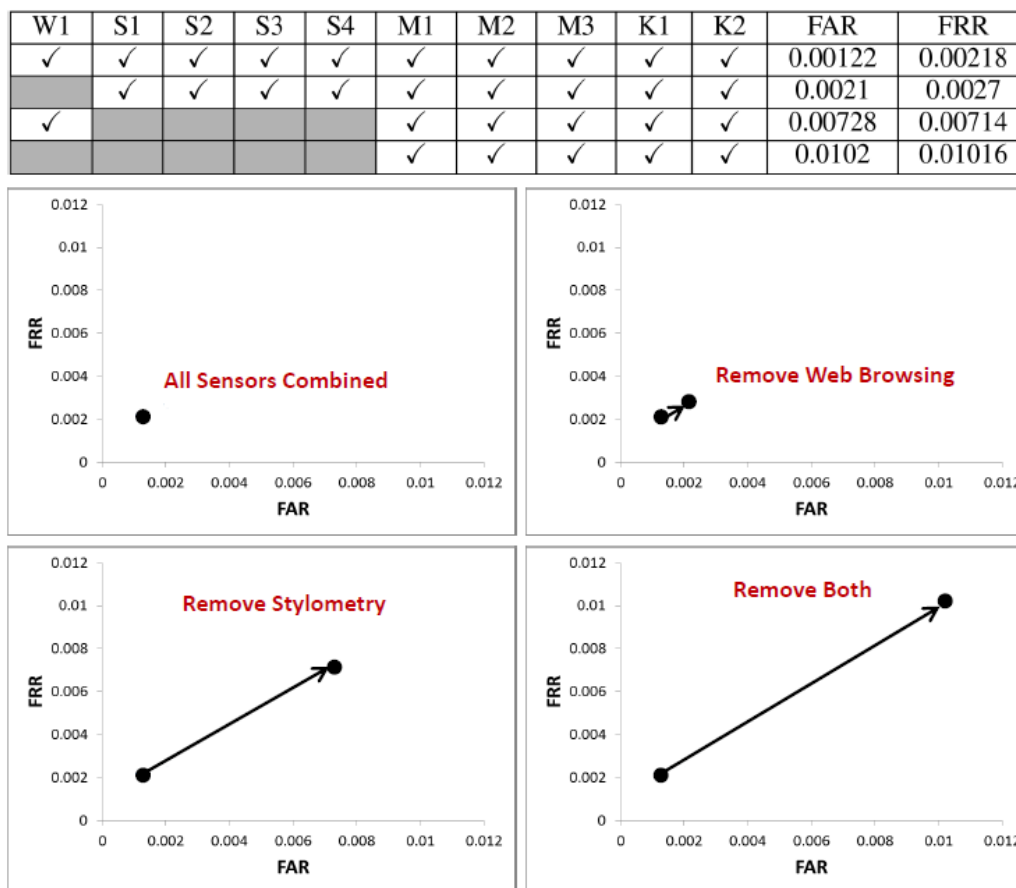 W1 S1 S2 S3 S4 M1 M2 M3 K1 K2 FAR FRR
✓ ✓ ✓ ✓ ✓ ✓ ✓ ✓ ✓ ✓ 0.00122 0.00218
✓ ✓ ✓ ✓ ✓ ✓ ✓ ✓ ✓ 0.0021 0.0027
✓ ✓ ✓ ✓ ✓ ✓ 0.00728 0.00714
✓ ✓ ✓ ✓ ✓ 0.0102 0.01016
0.012
0.01
0.008
0.006
0.004
0.002
0
FRR
All Sensors Combined
0 0.002 0.004 0.006 0.008 0.01 0.012
FAR
0.012
0.01
0.008
0.006
0.004
0.002
0
FRR
Remove Web Browsing
0 0.002 0.004 0.006 0.008 0.01 0.012
FAR
0.012
0.01
0.008
0.006
0.004
0.002
0
FRR
Remove Stylometry
0 0.002 0.004 0.006 0.008 0.01 0.012
FAR
0.012
0.01
0.008
0.006
0.004
0.002
0
FRR
Remove Both
0 0.002 0.004 0.006 0.008 0.01 0.012
FAR